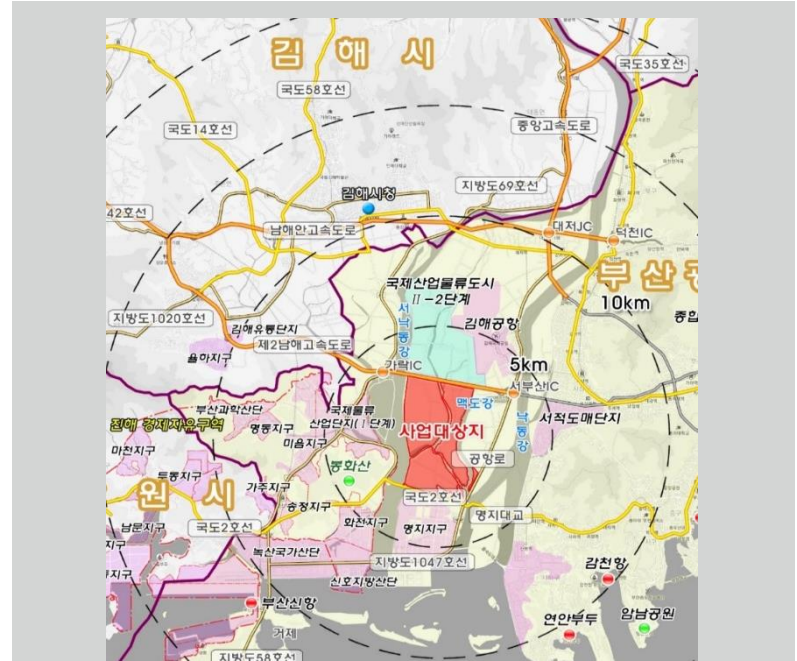 김 해 시
국도35호선
국도58호선
국도14호선
중앙고속도로
지방도69호선
김해시청
42호선
남해안고속도로
대저JC
덕천IC
부산광
국제산업물류도시
Ⅱ-2단계
10km
지방도1020호선
김해유통단지
서낙동강
김해공항
종합
율하지구
제2남해고속도로
가락IC
5km
서부산IC
부산과학산단
국제물류
산업단지(1단계)
맥도강
낙동강
서적도매단지
진해 경제자유구역
명동지구
사업대상지
마천지구
미음지구
공항로
두동지구
봉화산
원 시
가주지구
국도2호선
송정지구
명지대교
남문지구
국도2호선
화전지구
명지지구
지구
녹산국가산단
지방도1047호선
지구
신호지방산단
감천항
부산신항
연안부두
암남공원
거제
지방도58호선